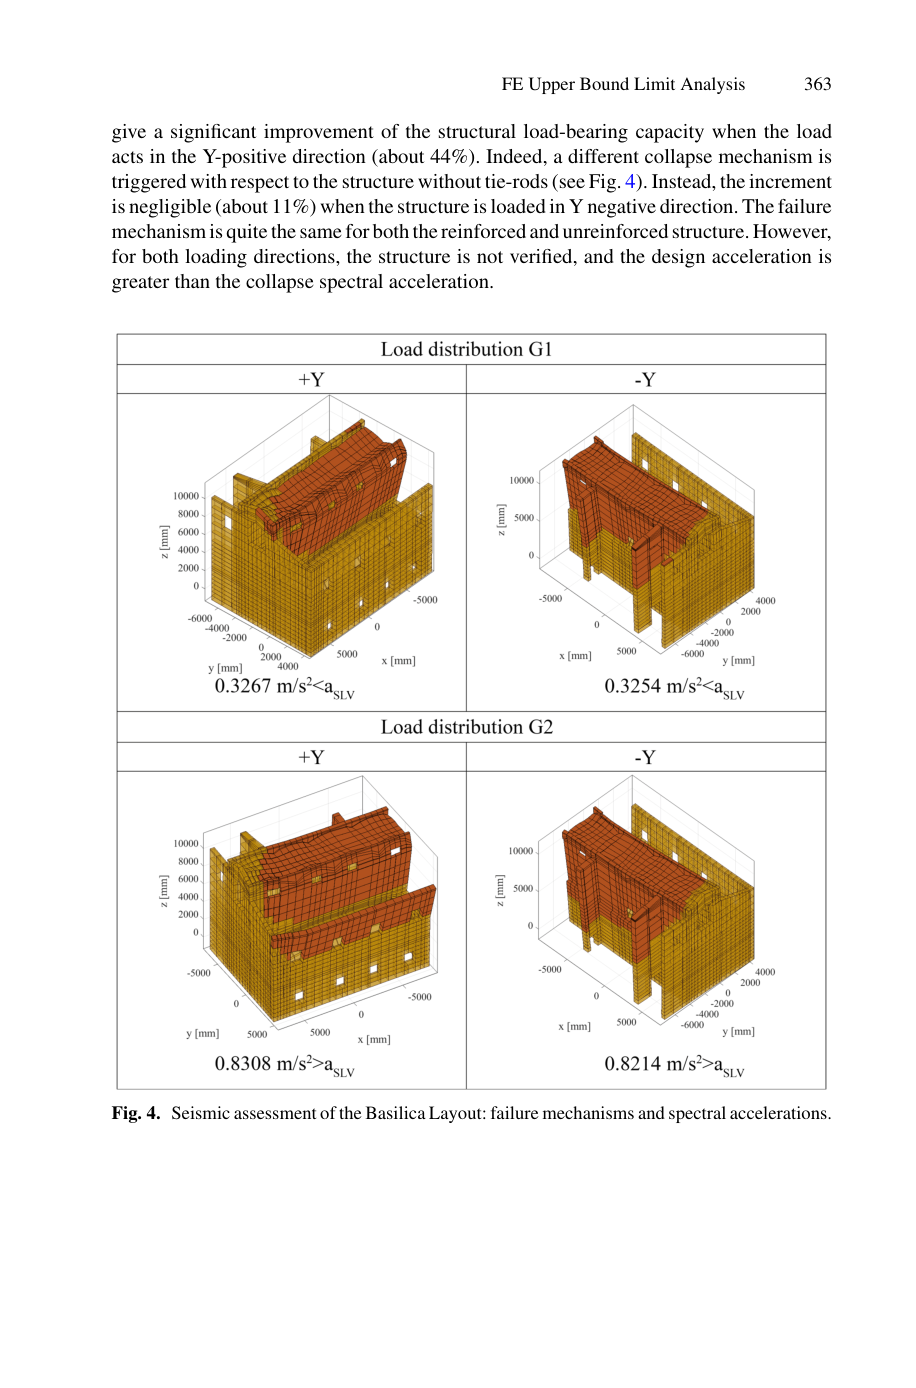 FE Upper Bound Limit Analysis 363
give a significant improvement of the structural load-bearing capacity when the load
acts in the Y-positive direction (about 44%). Indeed, a different collapse mechanism is
triggered with respect to the structure without tie-rods (see Fig. 4). Instead, the increment
is negligible (about 11%) when the structure is loaded in Y negative direction. The failure
mechanism is quite the same for both the reinforced and unreinforced structure. However,
for both loading directions, the structure is not verified, and the design acceleration is
greater than the collapse spectral acceleration.
Load distribution G1
+Y
-Y
10000
8000
6000
4000
2000
0
z [mm]
-6000
-4000
-2000
0
2000
4000
y [mm]
5000
0
-5000
x [mm]
0.3267 m/s²<aSLV
10000
5000
0
z [mm]
-5000
0
5000
x [mm]
4000
2000
0
-2000
-4000
-6000
y [mm]
0.3254 m/s²<aSLV
Load distribution G2
+Y
-Y
10000
8000
6000
4000
2000
0
z [mm]
-5000
0
5000
y [mm]
5000
0
-5000
x [mm]
0.8308 m/s²>aSLV
10000
5000
0
z [mm]
-5000
0
5000
x [mm]
4000
2000
0
-2000
-4000
-6000
y [mm]
0.8214 m/s²>aSLV
Fig. 4. Seismic assessment of the Basilica Layout: failure mechanisms and spectral accelerations.